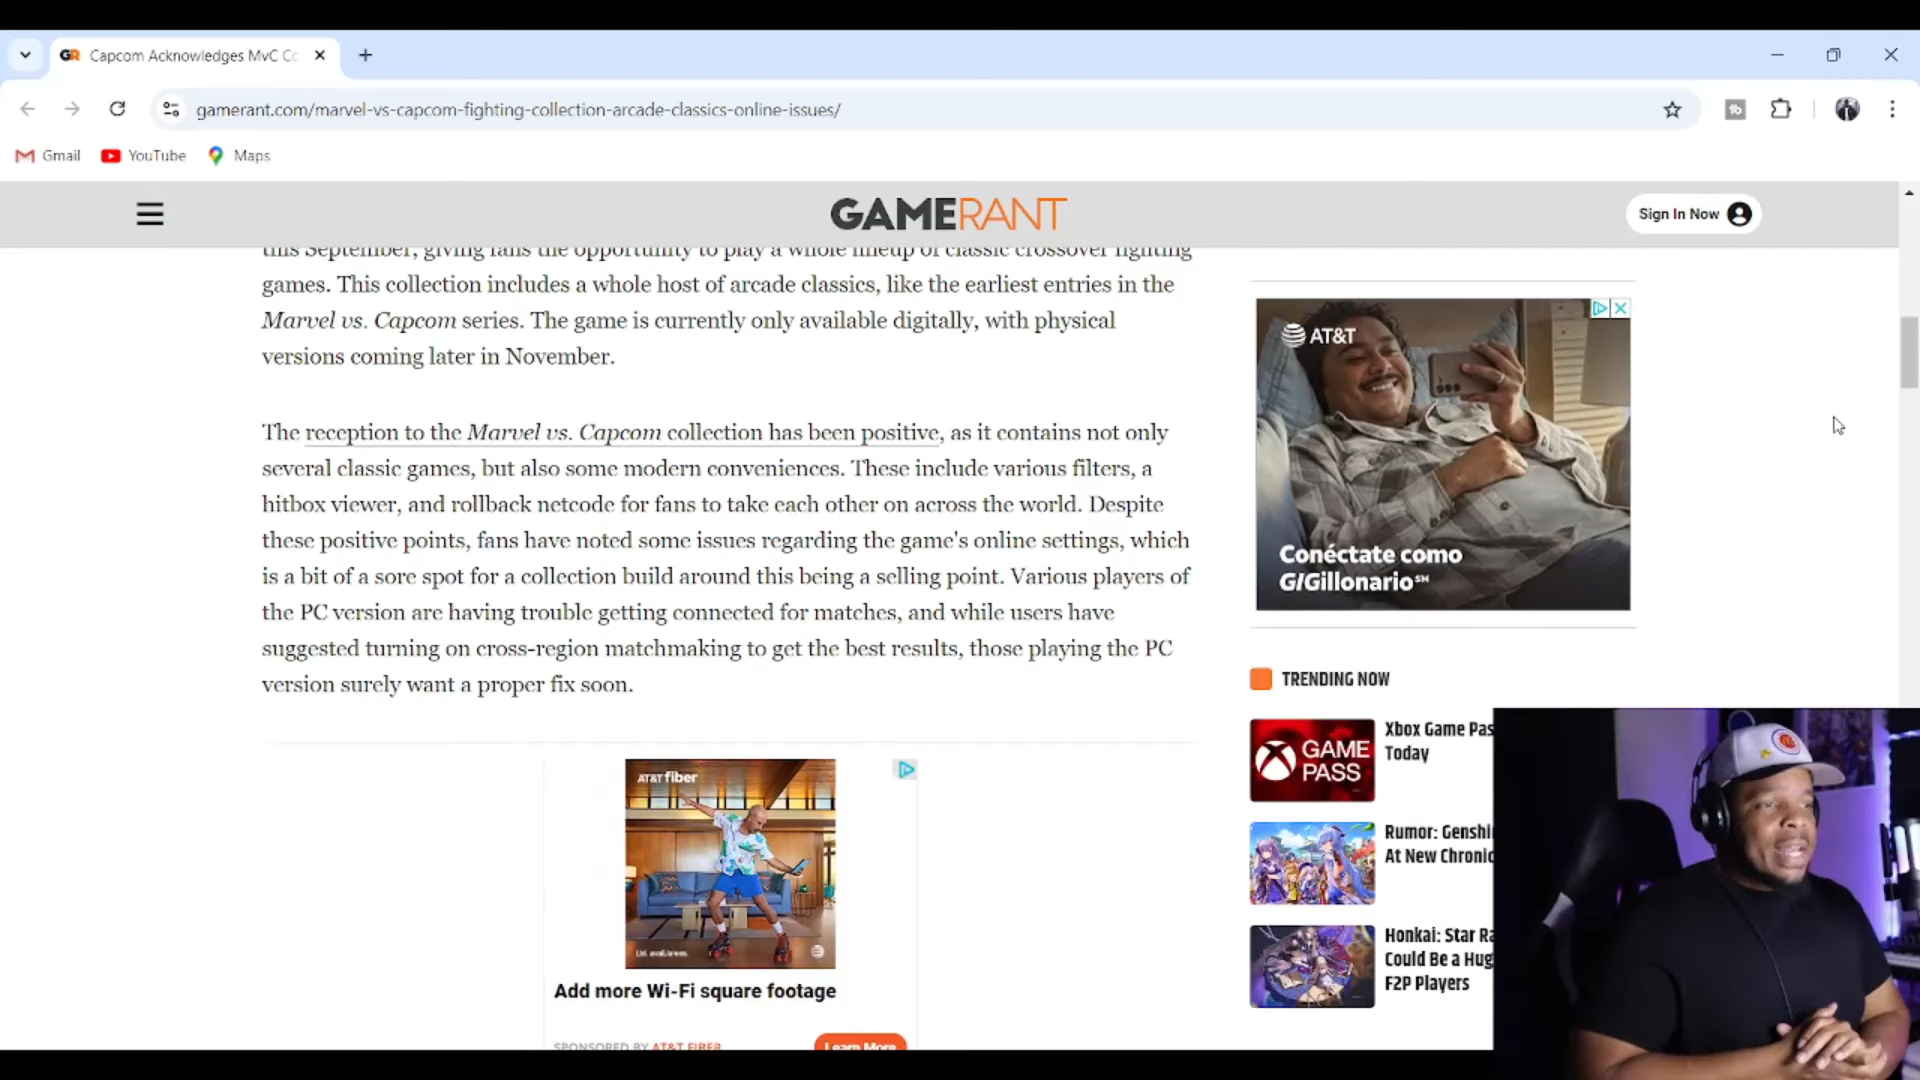 Capcom Acknowledges MvC Co
gamerant.com/marvel-vs-capcom-fighting-collection-arcade-classics-online-issues/
Gmail YouTube Maps
GAMERANT
Sign In Now
this September, giving fans the opportunity to play a whole lineup of classic crossover fighting
games. This collection includes a whole host of arcade classics, like the earliest entries in the
Marvel vs. Capcom series. The game is currently only available digitally, with physical
versions coming later in November.
The reception to the Marvel vs. Capcom collection has been positive, as it contains not only
several classic games, but also some modern conveniences. These include various filters, a
hitbox viewer, and rollback netcode for fans to take each other on across the world. Despite
these positive points, fans have noted some issues regarding the game's online settings, which
is a bit of a sore spot for a collection build around this being a selling point. Various players of
the PC version are having trouble getting connected for matches, and while users have
suggested turning on cross-region matchmaking to get the best results, those playing the PC
version surely want a proper fix soon.
AT&T
Conéctate como
GIGillonario℠
TRENDING NOW
GAME
PASS
Xbox Game Pas
Today
Rumor: Genshi
At New Chronic
Honkai: Star Ra
Could Be a Hug
F2P Players
AT&T fiber
Ltd. avail./areas.
Add more Wi-Fi square footage
SPONSORED BY AT&T FIBER
Learn More